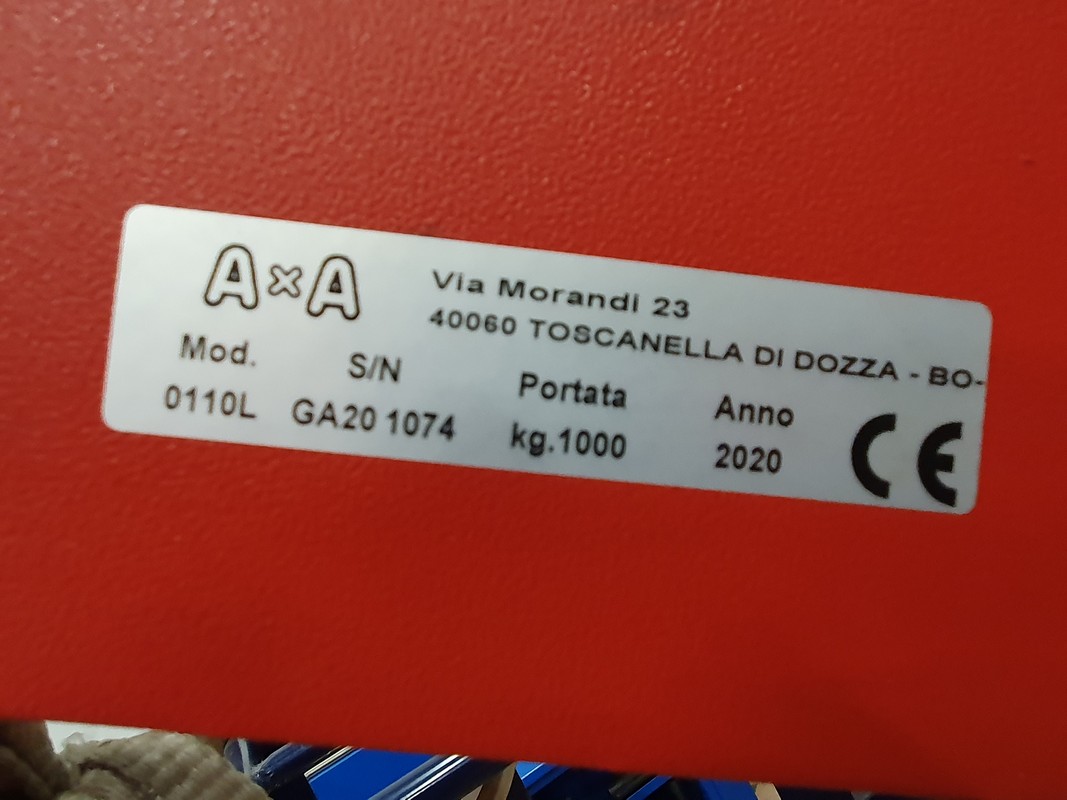 AxA
Via Morandi 23
40060 TOSCANELLA DI DOZZA - BO-
Mod. S/N Portata Anno
0110L GA20 1074 kg.1000 2020
CE